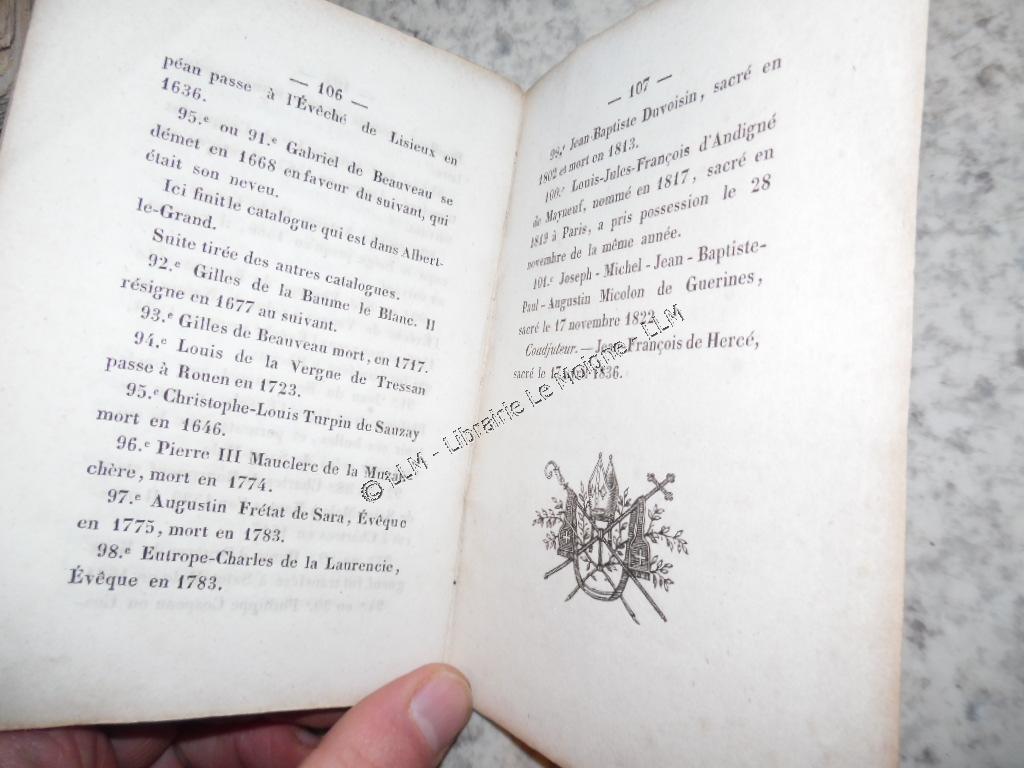 — 106 —
péan passe à l'Évêché de Lisieux en
1636.
95.e ou 91.e Gabriel de Beauveau se
démet en 1668 en faveur du suivant, qui
était son neveu.
Ici finit le catalogue qui est dans Albert-
le-Grand.
Suite tirée des autres catalogues.
92.e Gilles de la Baume le Blanc. Il
résigne en 1677 au suivant.
93.e Gilles de Beauveau mort, en 1717.
94.e Louis de la Vergne de Tressan
passe à Rouen en 1723.
95.e Christophe-Louis Turpin de Sauzay
mort en 1646.
96.e Pierre III Mauclerc de la Muzan-
chère, mort en 1774.
97.e Augustin Frétat de Sara, Évêque
en 1775, mort en 1783.
98.e Eutrope-Charles de la Laurencie,
Évêque en 1783.
— 107 —
99.e Jean-Baptiste Duvoisin, sacré en
1802 et mort en 1813.
100.e Louis-Jules-François d'Andigné
de Mayneuf, nommé en 1817, sacré en
1819 à Paris, a pris possession le 28
novembre de la même année.
101.e Joseph-Michel-Jean-Baptiste-
Paul-Augustin Micolon de Guerines,
sacré le 17 novembre 1822.
Coadjuteur. — Jean-François de Hercé,
sacré le 1836.
© LLM - Librairie Le Moigne - LLM